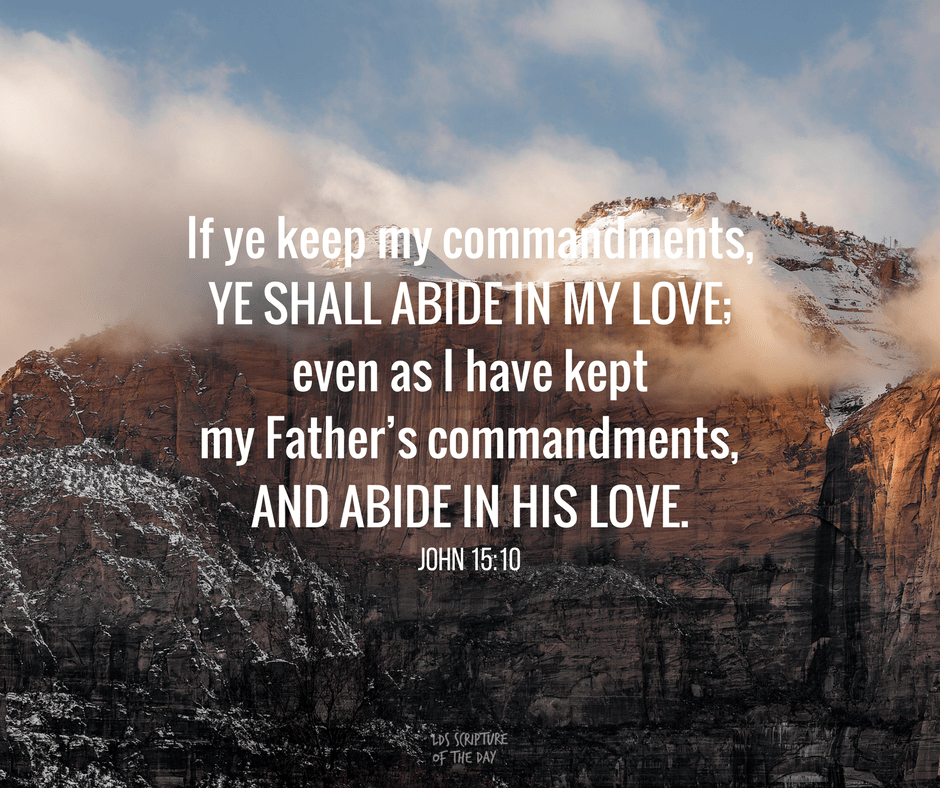 If ye keep my commandments,
YE SHALL ABIDE IN MY LOVE;
even as I have kept
my Father’s commandments,
AND ABIDE IN HIS LOVE.
JOHN 15:10
LDS SCRIPTURE
OF THE DAY